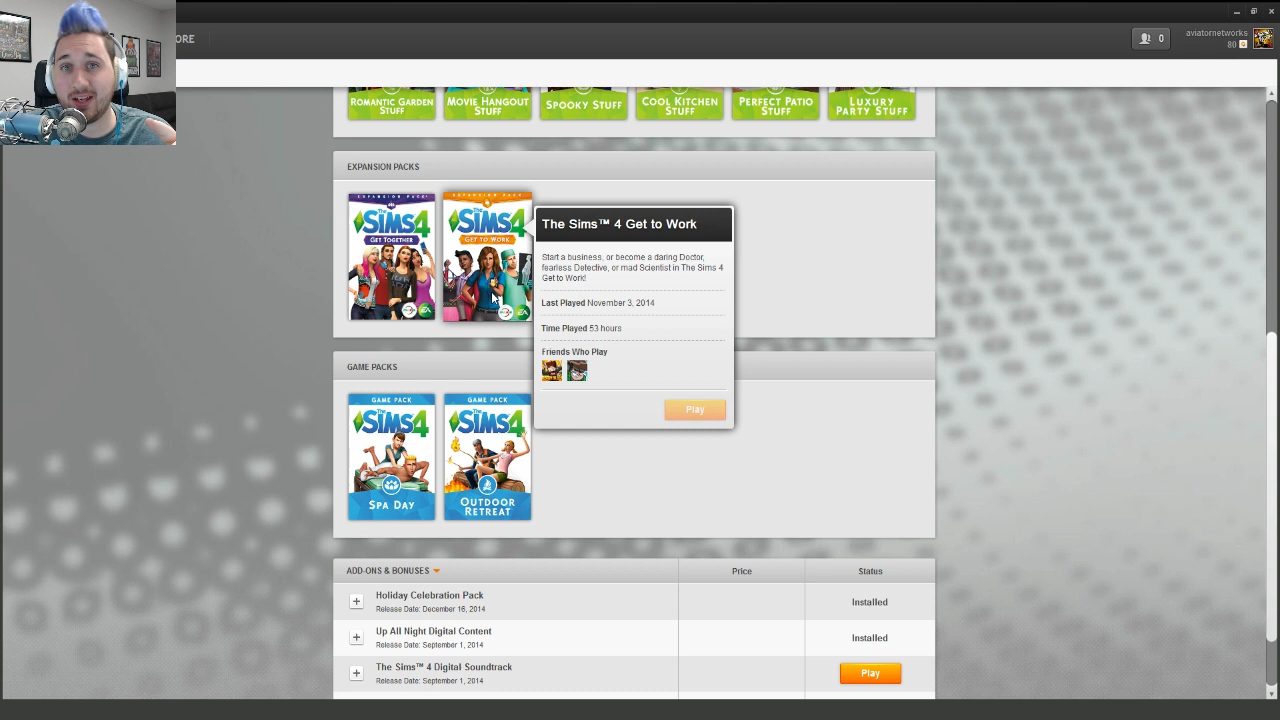 ORE
0
aviatornetworks
80
ROMANTIC GARDEN
STUFF
MOVIE HANGOUT
STUFF
SPOOKY STUFF
COOL KITCHEN
STUFF
PERFECT PATIO
STUFF
LUXURY
PARTY STUFF
EXPANSION PACKS
EXPANSION PACK
The SIMS 4
GET TOGETHER
EXPANSION PACK
The SIMS 4
GET TO WORK
The Sims™ 4 Get to Work
Start a business, or become a daring Doctor,
fearless Detective, or mad Scientist in The Sims 4
Get to Work!
Last Played November 3, 2014
Time Played 53 hours
Friends Who Play
Play
GAME PACKS
GAME PACK
The SIMS 4
SPA DAY
GAME PACK
The SIMS 4
OUTDOOR
RETREAT
ADD-ONS & BONUSES
Price
Status
Holiday Celebration Pack
Release Date: December 16, 2014
Installed
Up All Night Digital Content
Release Date: September 1, 2014
Installed
The Sims™ 4 Digital Soundtrack
Release Date: September 1, 2014
Play